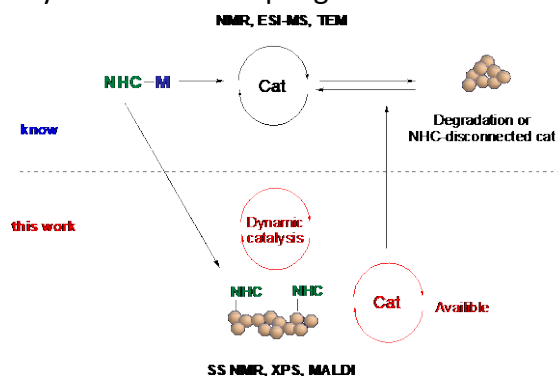 NMR, ESI-MS, TEM
NHC-M
Cat
Degradation or
NHC-disconnected cat
know
this work
Dynamic
catalysis
NHC NHC
Cat
Availible
SS NMR, XPS, MALDI